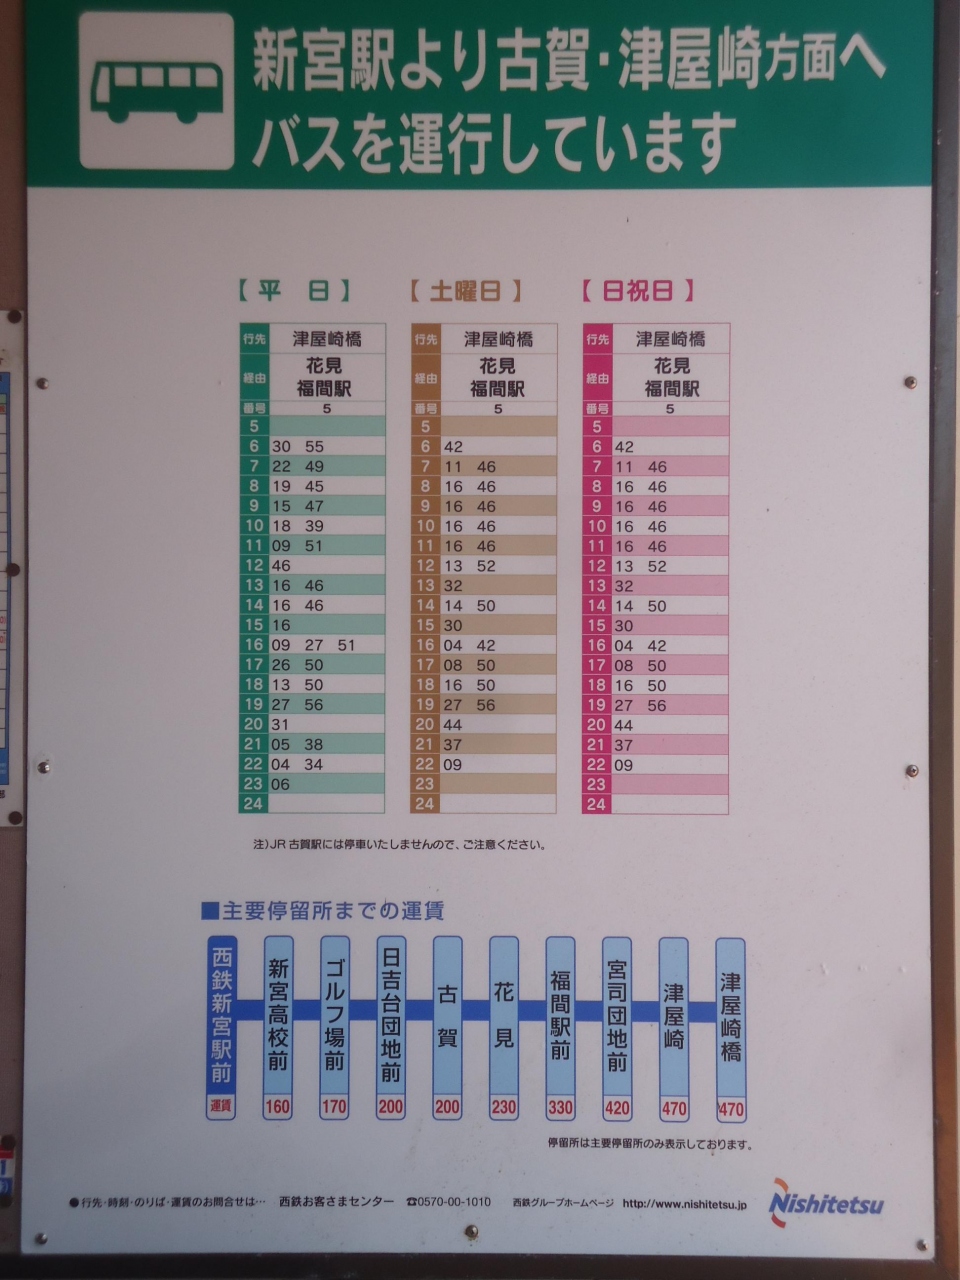 新宮駅より古賀・津屋崎方面へ
バスを運行しています
【平 日】
行先 津屋崎橋
経由 花見
福間駅
番号 5
5
6 30 55
7 22 49
8 19 45
9 15 47
10 18 39
11 09 51
12 46
13 16 46
14 16 46
15 16
16 09 27 51
17 26 50
18 13 50
19 27 56
20 31
21 05 38
22 04 34
23 06
24
【土曜日】
行先 津屋崎橋
経由 花見
福間駅
番号 5
5
6 42
7 11 46
8 16 46
9 16 46
10 16 46
11 16 46
12 13 52
13 32
14 14 50
15 30
16 04 42
17 08 50
18 16 50
19 27 56
20 44
21 37
22 09
23
24
【日祝日】
行先 津屋崎橋
経由 花見
福間駅
番号 5
5
6 42
7 11 46
8 16 46
9 16 46
10 16 46
11 16 46
12 13 52
13 32
14 14 50
15 30
16 04 42
17 08 50
18 16 50
19 27 56
20 44
21 37
22 09
23
24
注)JR古賀駅には停車いたしませんので、ご注意ください。
■主要停留所までの運賃
西鉄新宮駅前 運賃
新宮高校前 160
ゴルフ場前 170
日吉台団地前 200
古賀 200
花見 230
福間駅前 330
宮司団地前 420
津屋崎 470
津屋崎橋 470
停留所は主要停留所のみ表示しております。
●行先・時刻・のりば・運賃のお問合せは… 西鉄お客さまセンター ☎0570-00-1010 西鉄グループホームページ http://www.nishitetsu.jp
Nishitetsu